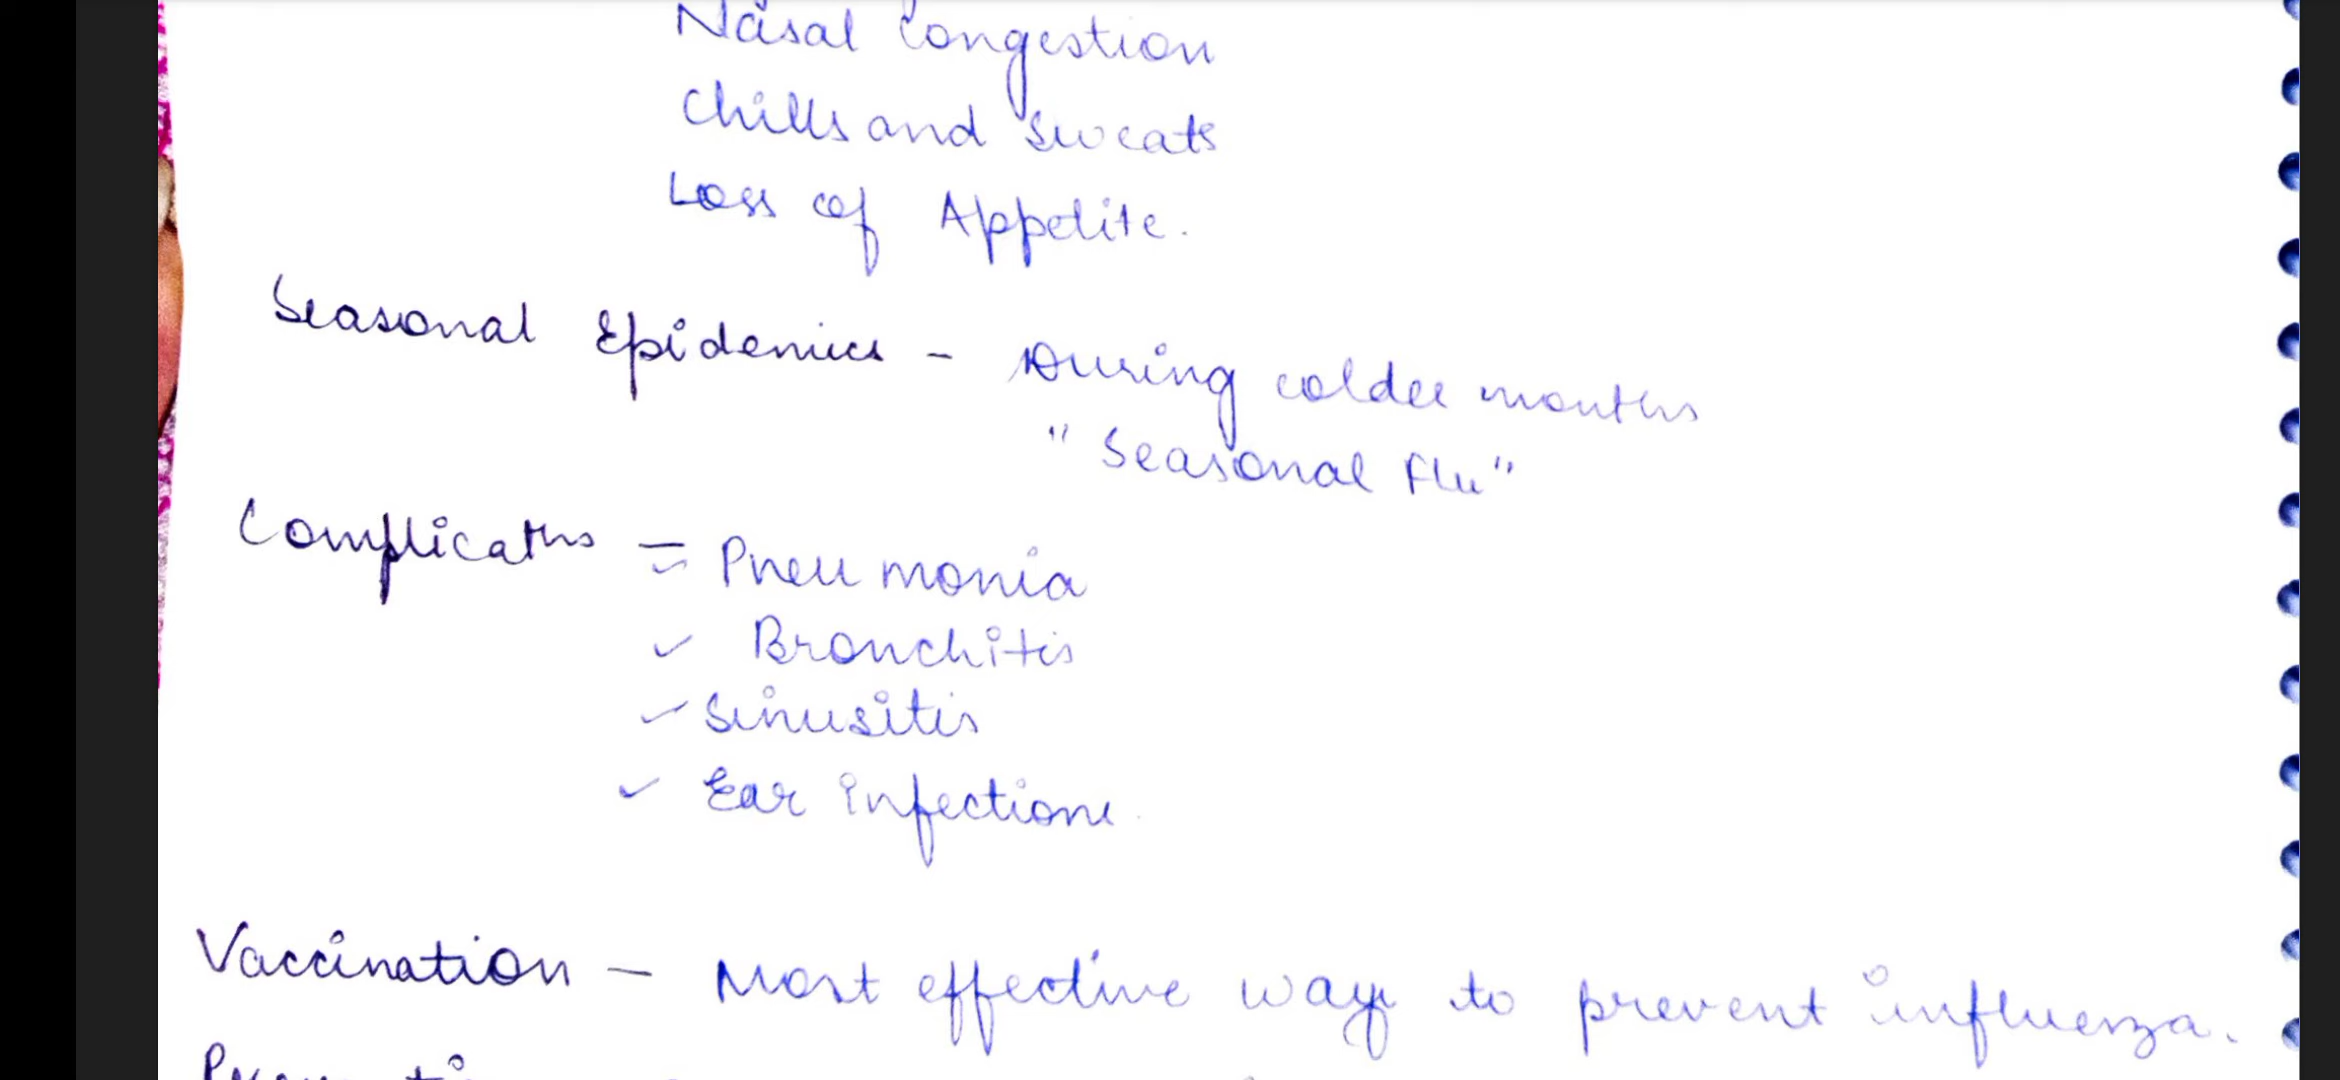 Nasal Congestion
Chills and Sweats
Loss of Appetite.
Seasonal Epidemics - During colder months
"Seasonal Flu"
Complicatns - Pneumonia
✓ Bronchitis
✓ Sinusitis
✓ Ear infections
Vaccination - Most effective way to prevent influenza.